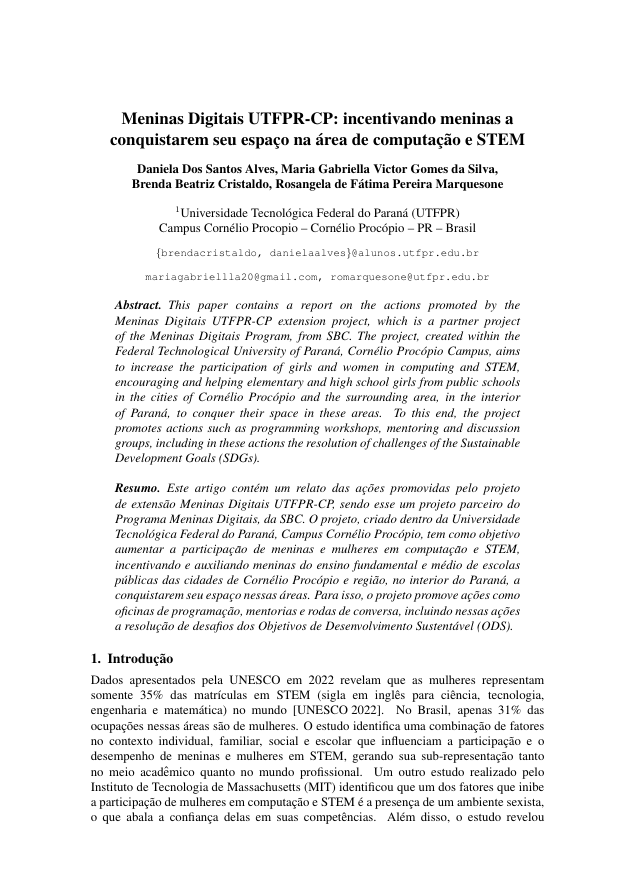 Meninas Digitais UTFPR-CP: incentivando meninas a
conquistarem seu espaço na área de computação e STEM
Daniela Dos Santos Alves, Maria Gabriella Victor Gomes da Silva,
Brenda Beatriz Cristaldo, Rosangela de Fátima Pereira Marquesone
1Universidade Tecnológica Federal do Paraná (UTFPR)
Campus Cornélio Procopio – Cornélio Procópio – PR – Brasil
{brendacristaldo, danielaalves}@alunos.utfpr.edu.br
mariagabriellla20@gmail.com, romarquesone@utfpr.edu.br
Abstract. This paper contains a report on the actions promoted by the
Meninas Digitais UTFPR-CP extension project, which is a partner project
of the Meninas Digitais Program, from SBC. The project, created within the
Federal Technological University of Paraná, Cornélio Procópio Campus, aims
to increase the participation of girls and women in computing and STEM,
encouraging and helping elementary and high school girls from public schools
in the cities of Cornélio Procópio and the surrounding area, in the interior
of Paraná, to conquer their space in these areas. To this end, the project
promotes actions such as programming workshops, mentoring and discussion
groups, including in these actions the resolution of challenges of the Sustainable
Development Goals (SDGs).
Resumo. Este artigo contém um relato das ações promovidas pelo projeto
de extensão Meninas Digitais UTFPR-CP, sendo esse um projeto parceiro do
Programa Meninas Digitais, da SBC. O projeto, criado dentro da Universidade
Tecnológica Federal do Paraná, Campus Cornélio Procópio, tem como objetivo
aumentar a participação de meninas e mulheres em computação e STEM,
incentivando e auxiliando meninas do ensino fundamental e médio de escolas
públicas das cidades de Cornélio Procópio e região, no interior do Paraná, a
conquistarem seu espaço nessas áreas. Para isso, o projeto promove ações como
oficinas de programação, mentorias e rodas de conversa, incluindo nessas ações
a resolução de desafios dos Objetivos de Desenvolvimento Sustentável (ODS).
1. Introdução
Dados apresentados pela UNESCO em 2022 revelam que as mulheres representam
somente 35% das matrículas em STEM (sigla em inglês para ciência, tecnologia,
engenharia e matemática) no mundo [UNESCO 2022]. No Brasil, apenas 31% das
ocupações nessas áreas são de mulheres. O estudo identifica uma combinação de fatores
no contexto individual, familiar, social e escolar que influenciam a participação e o
desempenho de meninas e mulheres em STEM, gerando sua sub-representação tanto
no meio acadêmico quanto no mundo profissional. Um outro estudo realizado pelo
Instituto de Tecnologia de Massachusetts (MIT) identificou que um dos fatores que inibe
a participação de mulheres em computação e STEM é a presença de um ambiente sexista,
o que abala a confiança delas em suas competências. Além disso, o estudo revelou